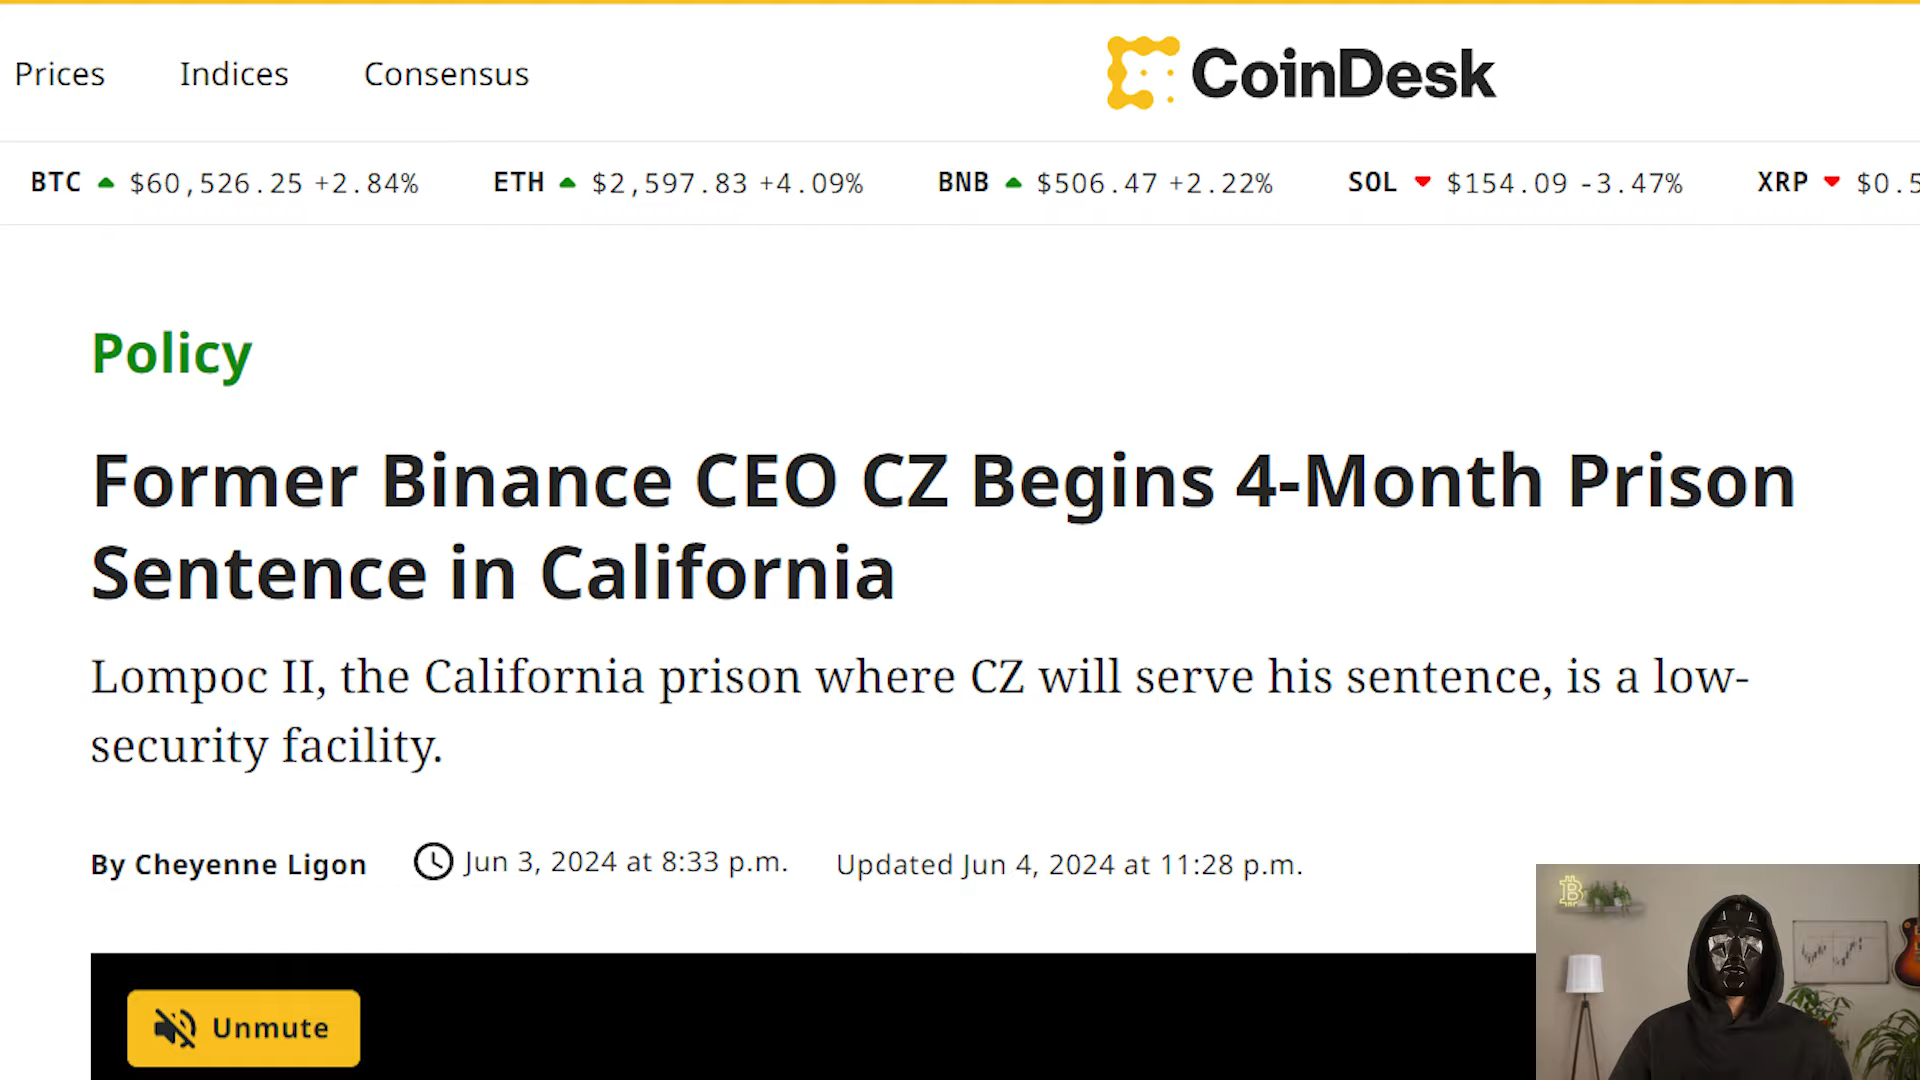 Prices Indices Consensus CoinDesk
BTC $60,526.25 +2.84% ETH $2,597.83 +4.09% BNB $506.47 +2.22% SOL $154.09 -3.47% XRP $0.5
Policy
Former Binance CEO CZ Begins 4-Month Prison
Sentence in California
Lompoc II, the California prison where CZ will serve his sentence, is a low-
security facility.
By Cheyenne Ligon Jun 3, 2024 at 8:33 p.m. Updated Jun 4, 2024 at 11:28 p.m.
Unmute